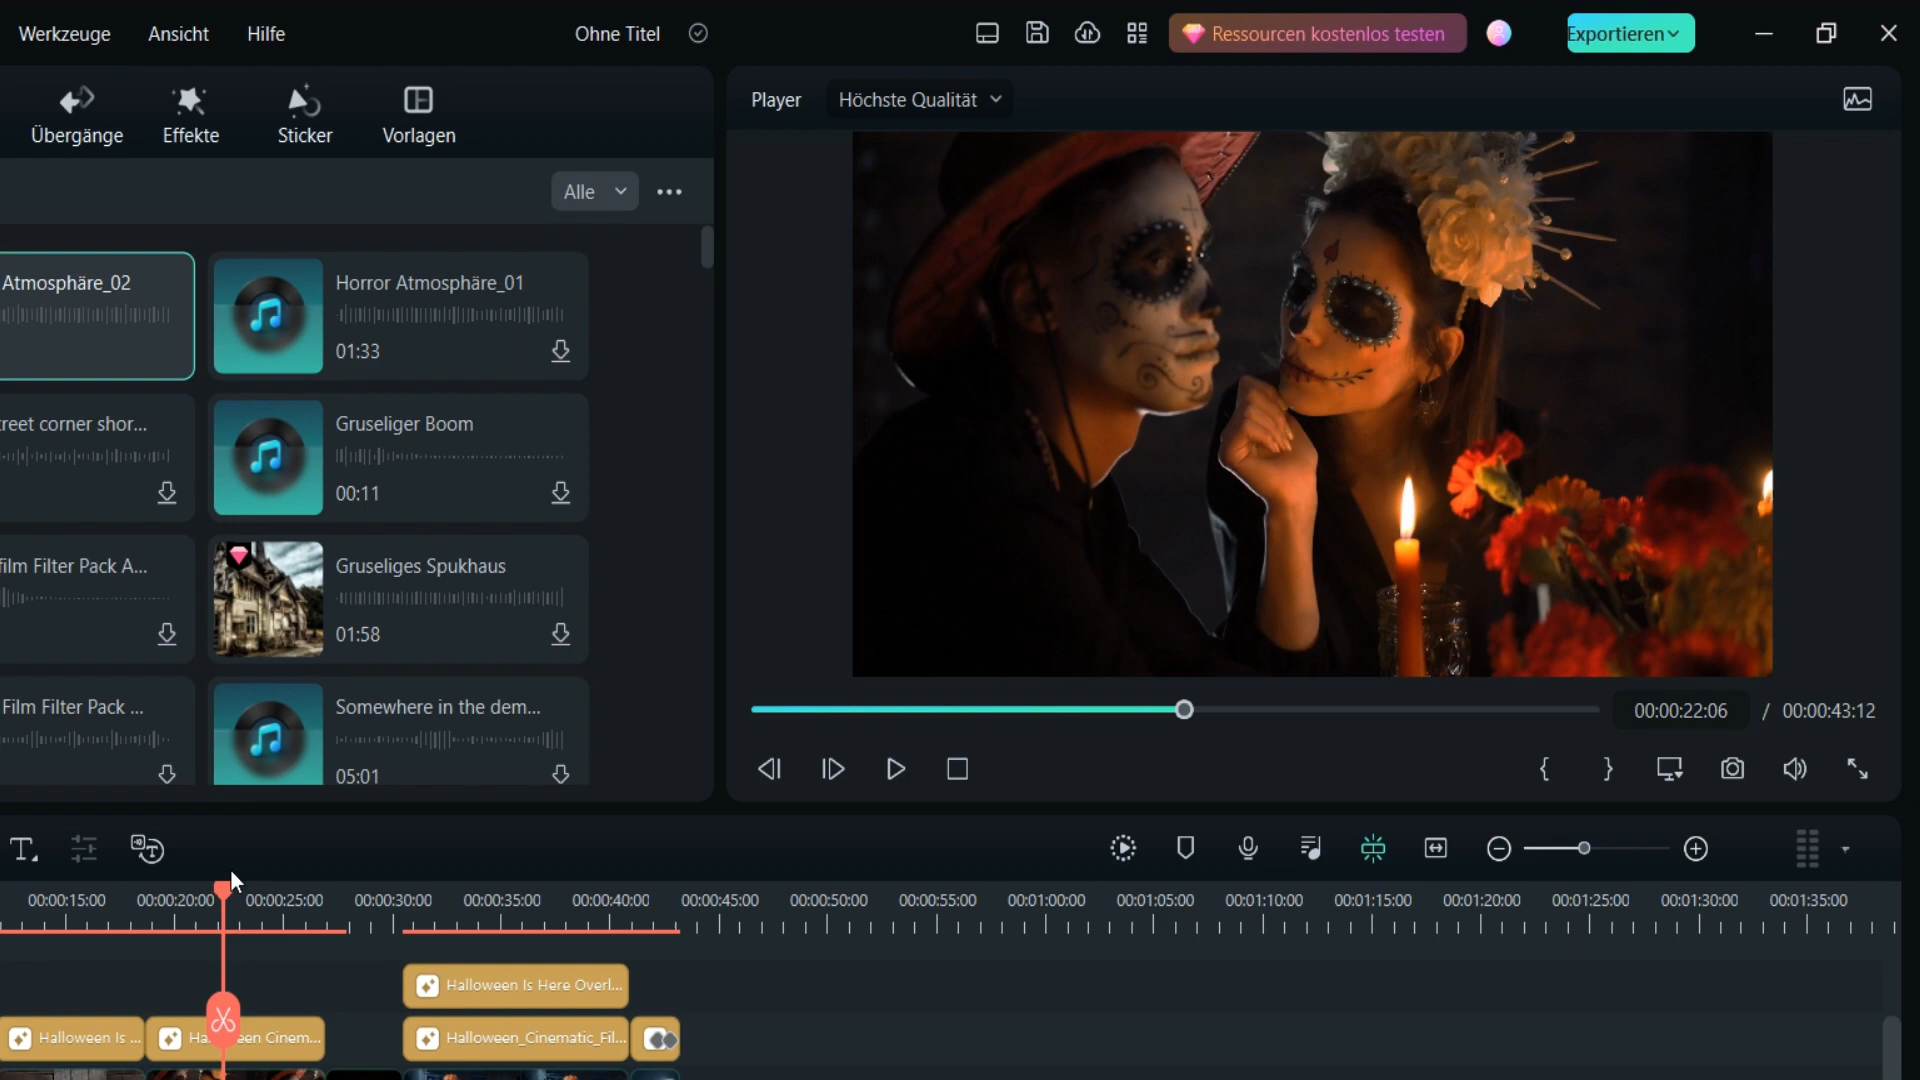 Werkzeuge Ansicht Hilfe Ohne Titel Ressourcen kostenlos testen Exportieren
Übergänge Effekte Sticker Vorlagen
Player Höchste Qualität
Alle
Atmosphäre_02
Horror Atmosphäre_01
01:33
reet corner shor...
Gruseliger Boom
00:11
film Filter Pack A...
Gruseliges Spukhaus
01:58
Film Filter Pack ...
Somewhere in the dem...
05:01
00:00:22:06 / 00:00:43:12
00:00:15:00 00:00:20:00 00:00:25:00 00:00:30:00 00:00:35:00 00:00:40:00 00:00:45:00 00:00:50:00 00:00:55:00 00:01:00:00 00:01:05:00 00:01:10:00 00:01:15:00 00:01:20:00 00:01:25:00 00:01:30:00 00:01:35:00
Halloween Is Here Overl...
Halloween Is ... Ha een Cinem... Halloween_Cinematic_Fil...